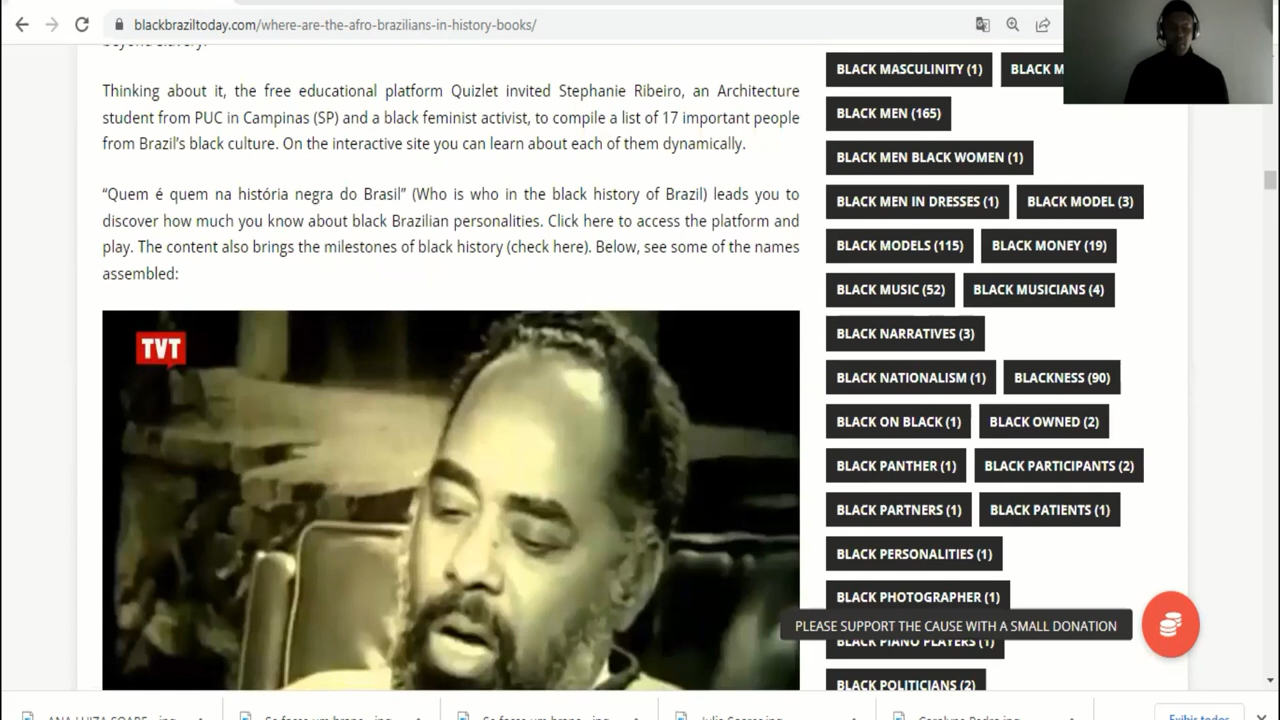 blackbraziltoday.com/where-are-the-afro-brazilians-in-history-books/
beyond slavery.
Thinking about it, the free educational platform Quizlet invited Stephanie Ribeiro, an Architecture
student from PUC in Campinas (SP) and a black feminist activist, to compile a list of 17 important people
from Brazil's black culture. On the interactive site you can learn about each of them dynamically.
“Quem é quem na história negra do Brasil” (Who is who in the black history of Brazil) leads you to
discover how much you know about black Brazilian personalities. Click here to access the platform and
play. The content also brings the milestones of black history (check here). Below, see some of the names
assembled:
TVT
BLACK MASCULINITY (1)
BLACK M
BLACK MEN (165)
BLACK MEN BLACK WOMEN (1)
BLACK MEN IN DRESSES (1)
BLACK MODEL (3)
BLACK MODELS (115)
BLACK MONEY (19)
BLACK MUSIC (52)
BLACK MUSICIANS (4)
BLACK NARRATIVES (3)
BLACK NATIONALISM (1)
BLACKNESS (90)
BLACK ON BLACK (1)
BLACK OWNED (2)
BLACK PANTHER (1)
BLACK PARTICIPANTS (2)
BLACK PARTNERS (1)
BLACK PATIENTS (1)
BLACK PERSONALITIES (1)
BLACK PHOTOGRAPHER (1)
PLEASE SUPPORT THE CAUSE WITH A SMALL DONATION
BLACK PIANO PLAYERS (1)
BLACK POLITICIANS (2)
Exibir todos